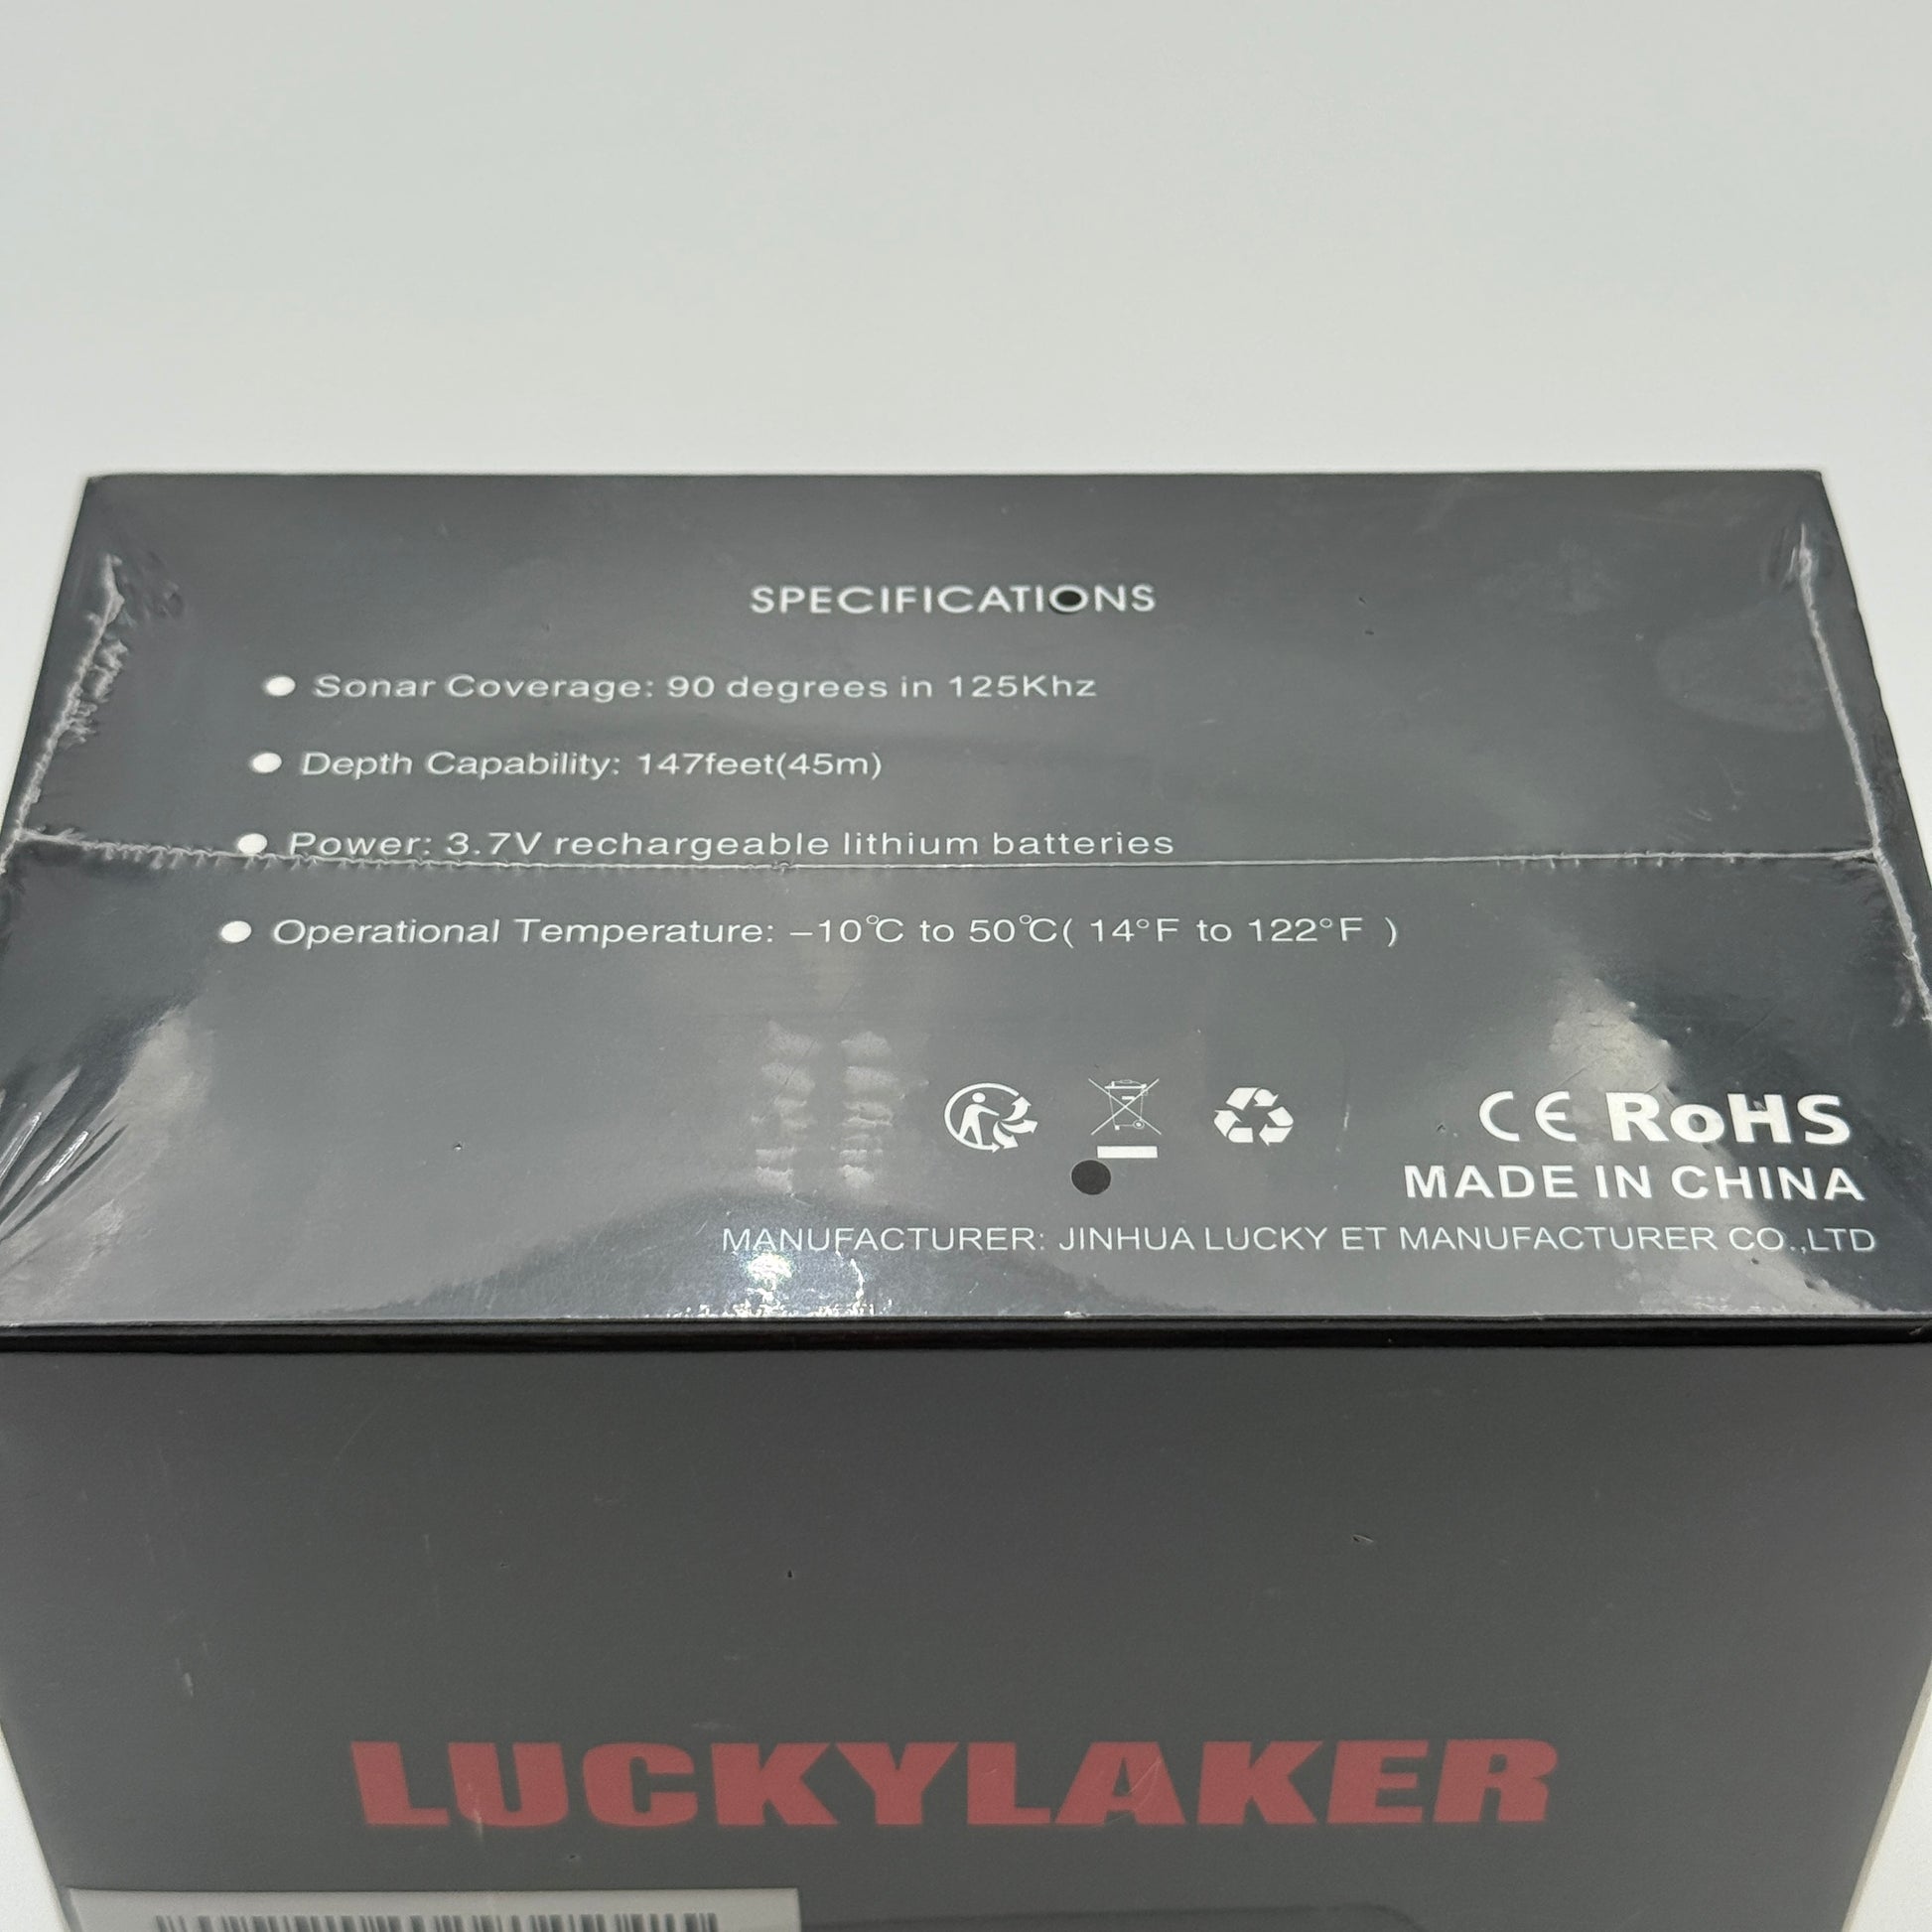 SPECIFICATIONS
● Sonar Coverage: 90 degrees in 125Khz
● Depth Capability: 147feet(45m)
● Power: 3.7V rechargeable lithium batteries
● Operational Temperature: –10℃ to 50℃( 14°F to 122°F )
CE RoHS
MADE IN CHINA
MANUFACTURER: JINHUA LUCKY ET MANUFACTURER CO.,LTD
LUCKYLAKER